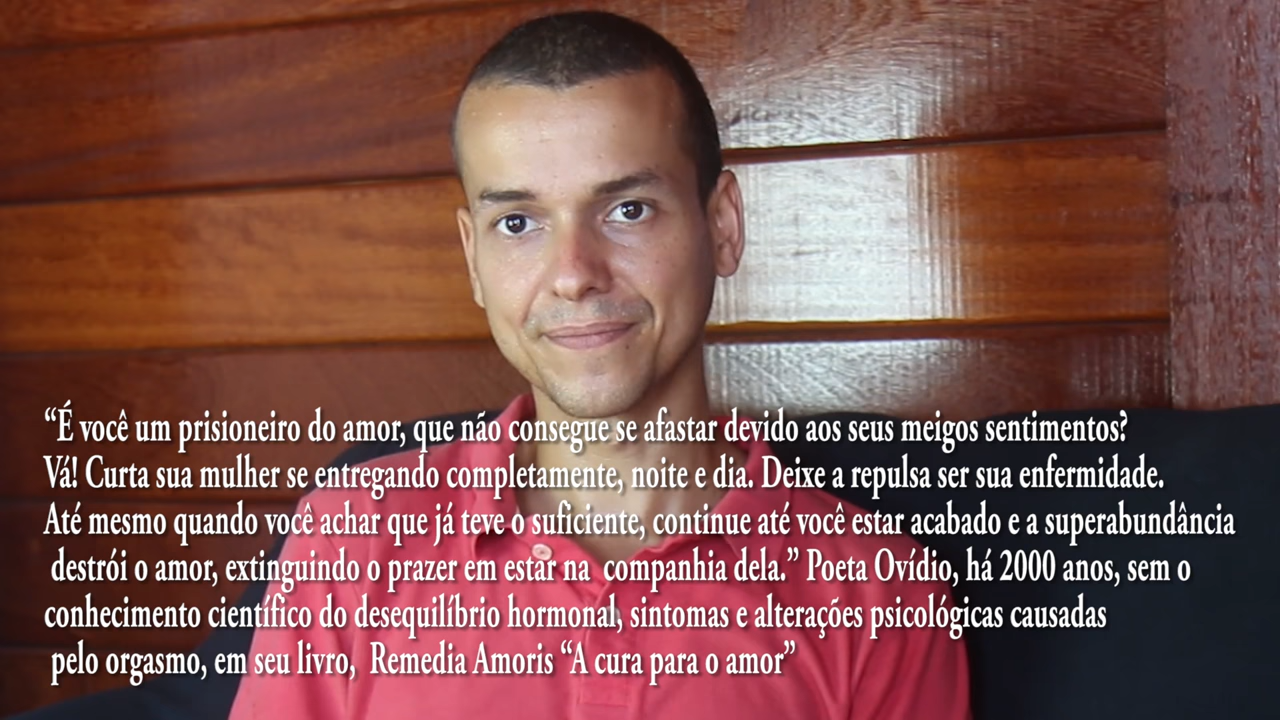 “É você um prisioneiro do amor, que não consegue se afastar devido aos seus meigos sentimentos?
Vá! Curta sua mulher se entregando completamente, noite e dia. Deixe a repulsa ser sua enfermidade.
Até mesmo quando você achar que já teve o suficiente, continue até você estar acabado e a superabundância
destrói o amor, extinguindo o prazer em estar na companhia dela.” Poeta Ovídio, há 2000 anos, sem o
conhecimento científico do desequilíbrio hormonal, sintomas e alterações psicológicas causadas
pelo orgasmo, em seu livro, Remedia Amoris “A cura para o amor”